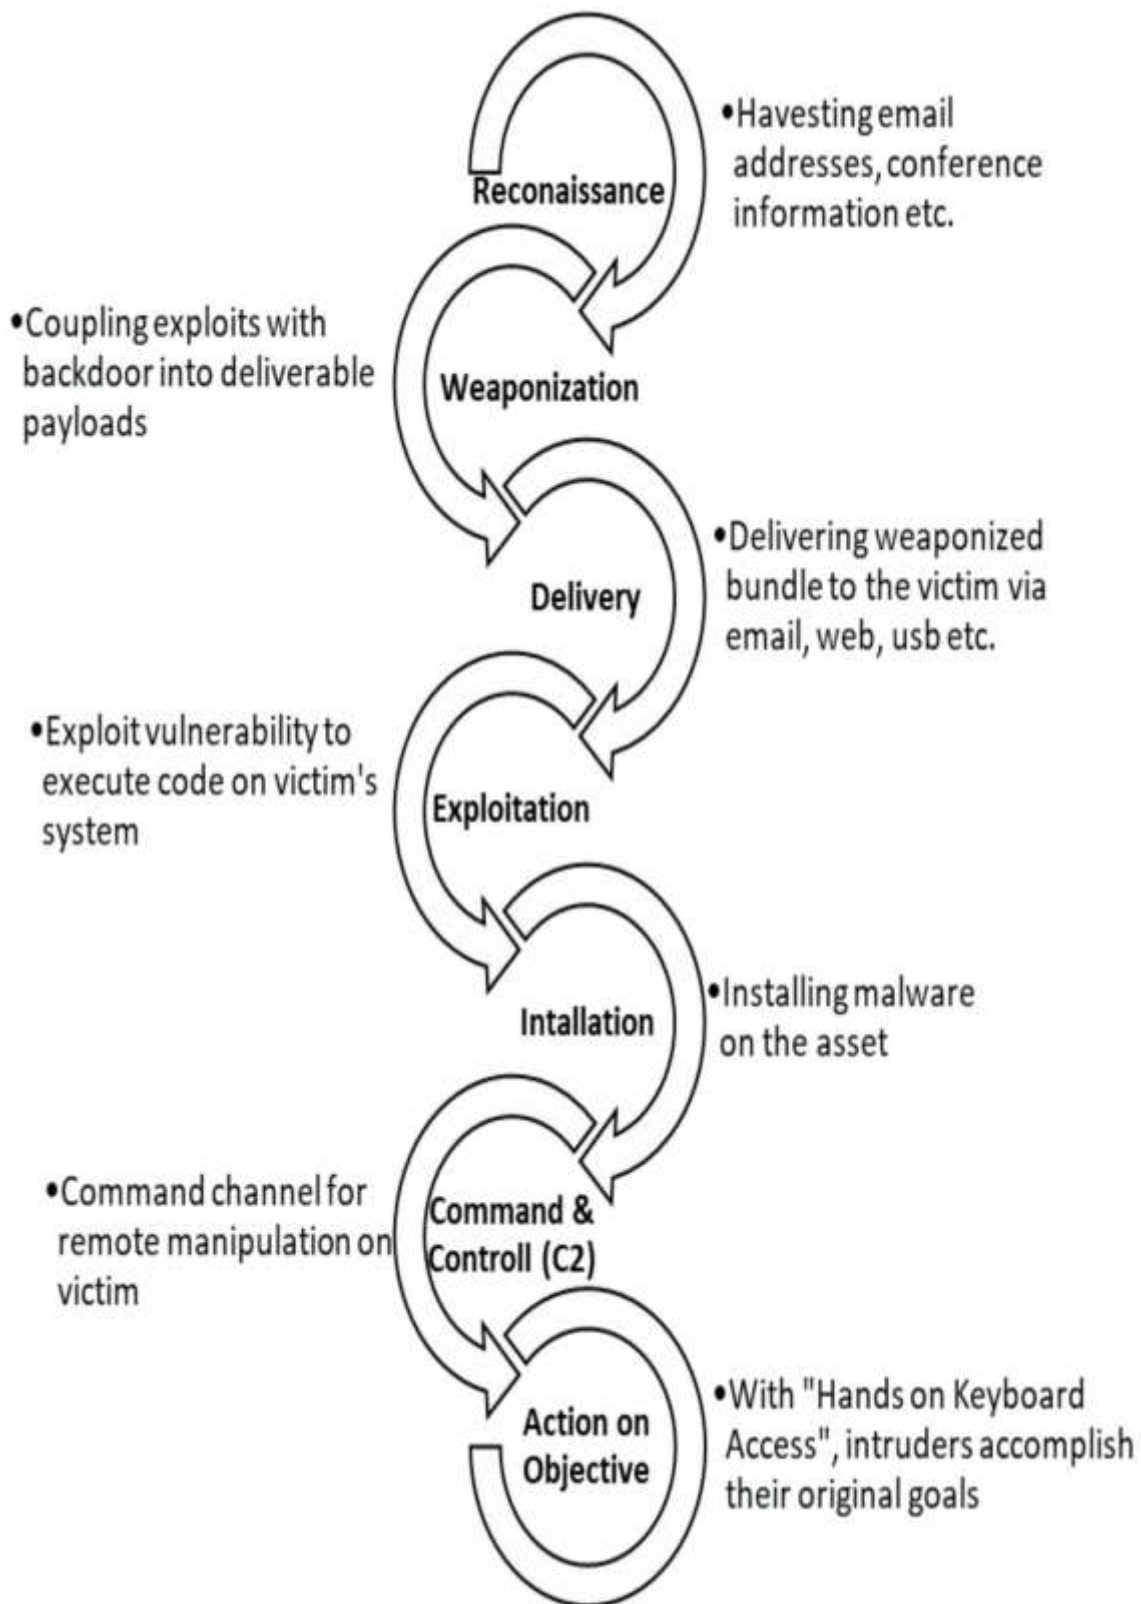 Reconaissance
•Havesting email
addresses, conference
information etc.
Weaponization
•Coupling exploits with
backdoor into deliverable
payloads
Delivery
•Delivering weaponized
bundle to the victim via
email, web, usb etc.
Exploitation
•Exploit vulnerability to
execute code on victim's
system
Intallation
•Installing malware
on the asset
Command &
Controll (C2)
•Command channel for
remote manipulation on
victim
Action on
Objective
•With "Hands on Keyboard
Access", intruders accomplish
their original goals